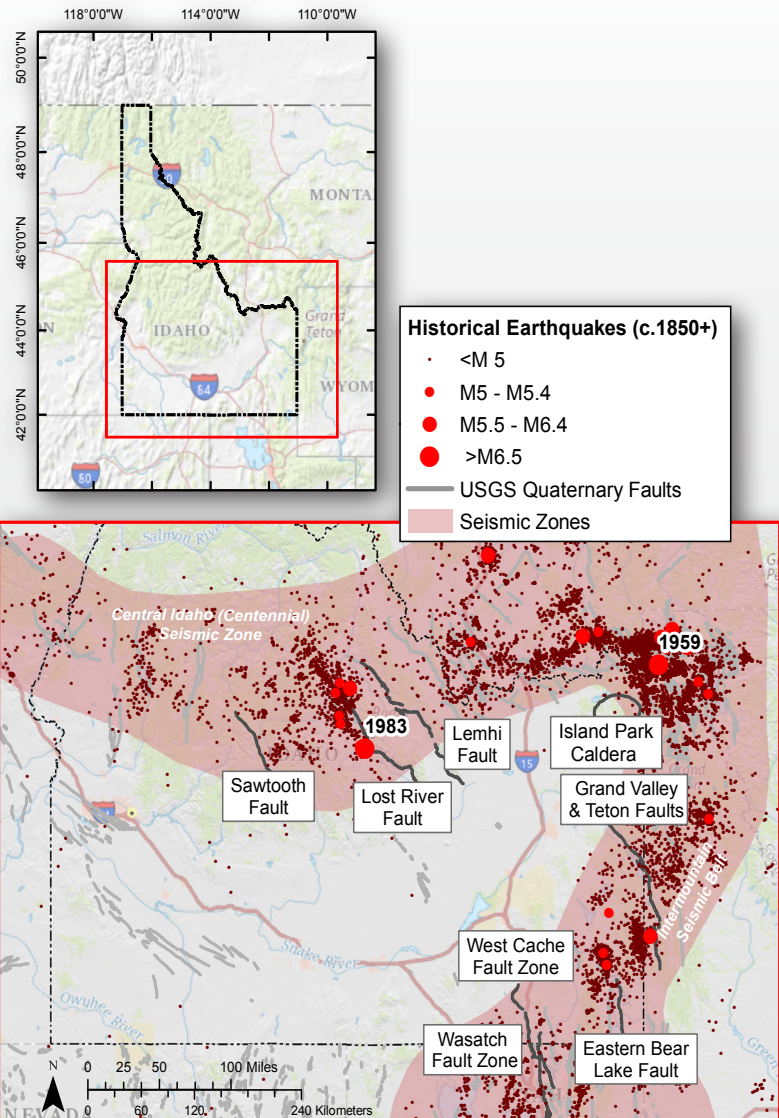 118°0'0"W 114°0'0"W 110°0'0"W
50°0'0"N
48°0'0"N
46°0'0"N
44°0'0"N
42°0'0"N
MONTA
IDAHO
Grand
Teton
WYOM
N
84
80
Historical Earthquakes (c.1850+)
<M 5
M5 - M5.4
M5.5 - M6.4
>M6.5
USGS Quaternary Faults
Seismic Zones
Salmon River
Central Idaho (Centennial)
Seismic Zone
1959
1983
Lemhi
Fault
Island Park
Caldera
15
Sawtooth
Fault
Lost River
Fault
Grand Valley
& Teton Faults
Intermountain
Seismic Belt
Snake River
West Cache
Fault Zone
Owyhee River
Wasatch
Fault Zone
Eastern Bear
Lake Fault
Green
N
0 25 50 100 Miles
0 60 120 240 Kilometers
NEVADA